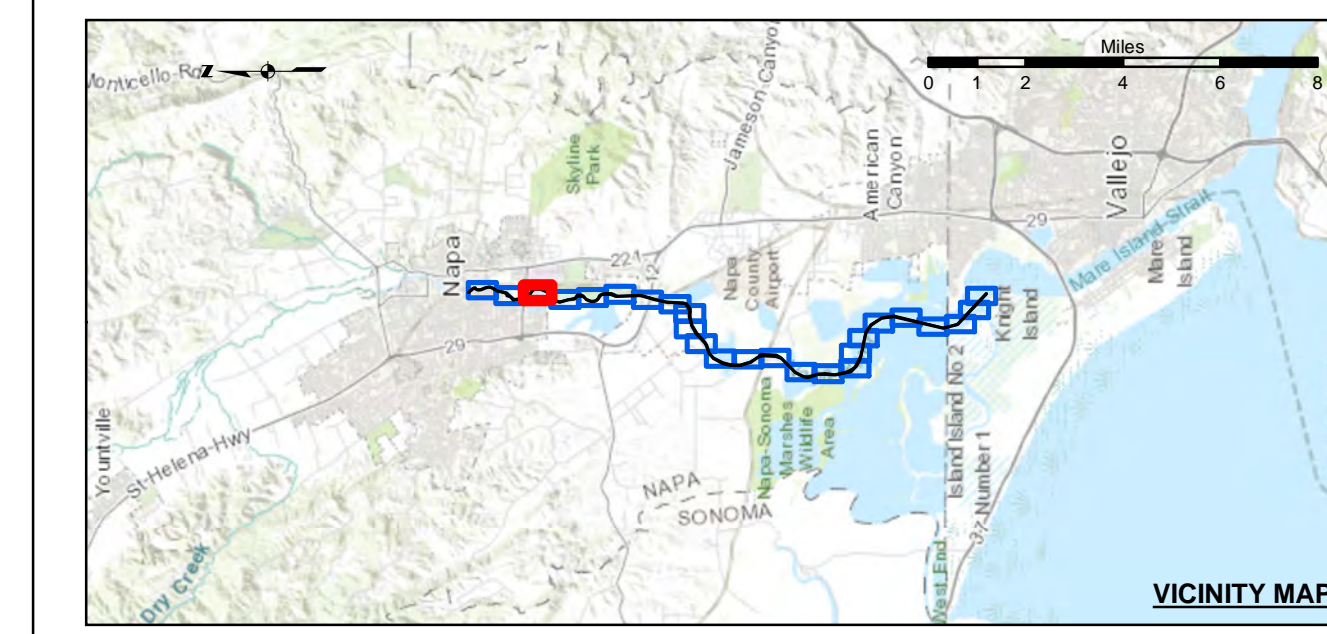 Miles
0 1 2 4 6 8
Monticello-Rd
Z
Jameson Canyon
Skyline
Park
American
Canyon
Vallejo
29
Mare Island-Strait
Mare
Island
221
12
Napa
Napa
County
Airport
Knight
Island
29
Island Island No 2
Napa-Sonoma
Marshes
Wildlife
Area
Yountville
St-Helena-Hwy
NAPA
SONOMA
37-Number 1
West End
Dry Creek
VICINITY MAP